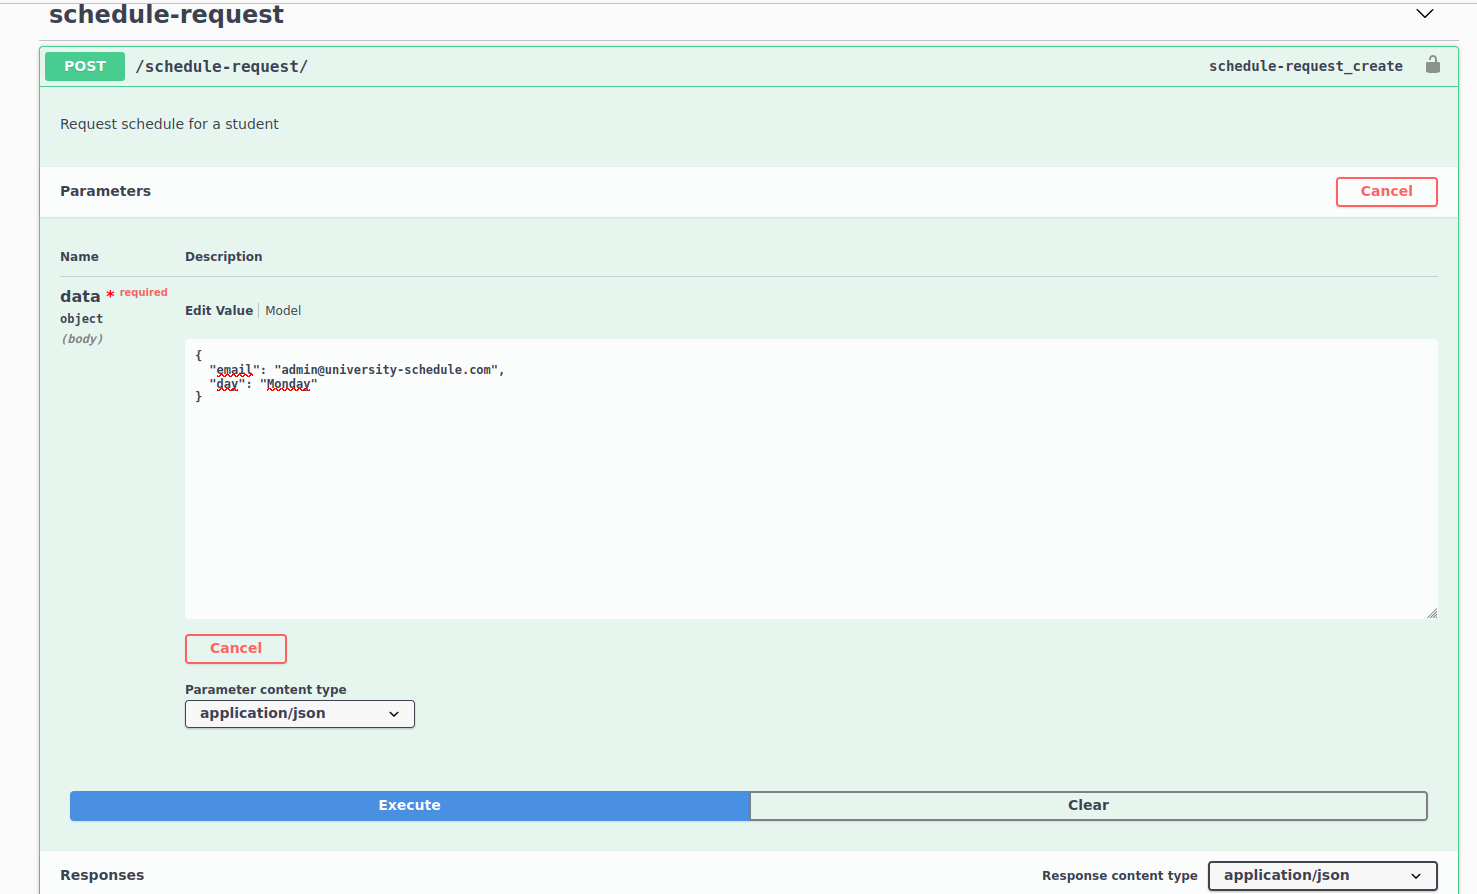 schedule-request
POST /schedule-request/ schedule-request_create
Request schedule for a student
Parameters Cancel
Name Description
data * required
object
(body)
Edit Value Model
{
  "email": "admin@university-schedule.com",
  "day": "Monday"
}
Cancel
Parameter content type
application/json
Execute Clear
Responses Response content type application/json